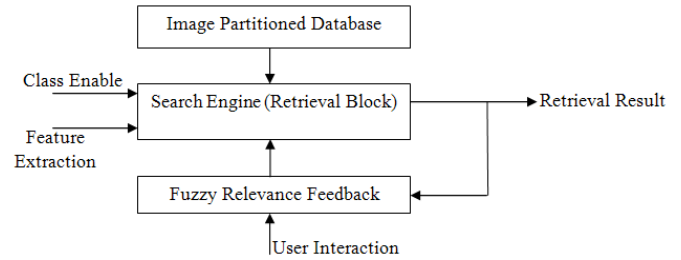 Image Partitioned Database
Class Enable
Search Engine (Retrieval Block)
Retrieval Result
Feature
Extraction
Fuzzy Relevance Feedback
User Interaction